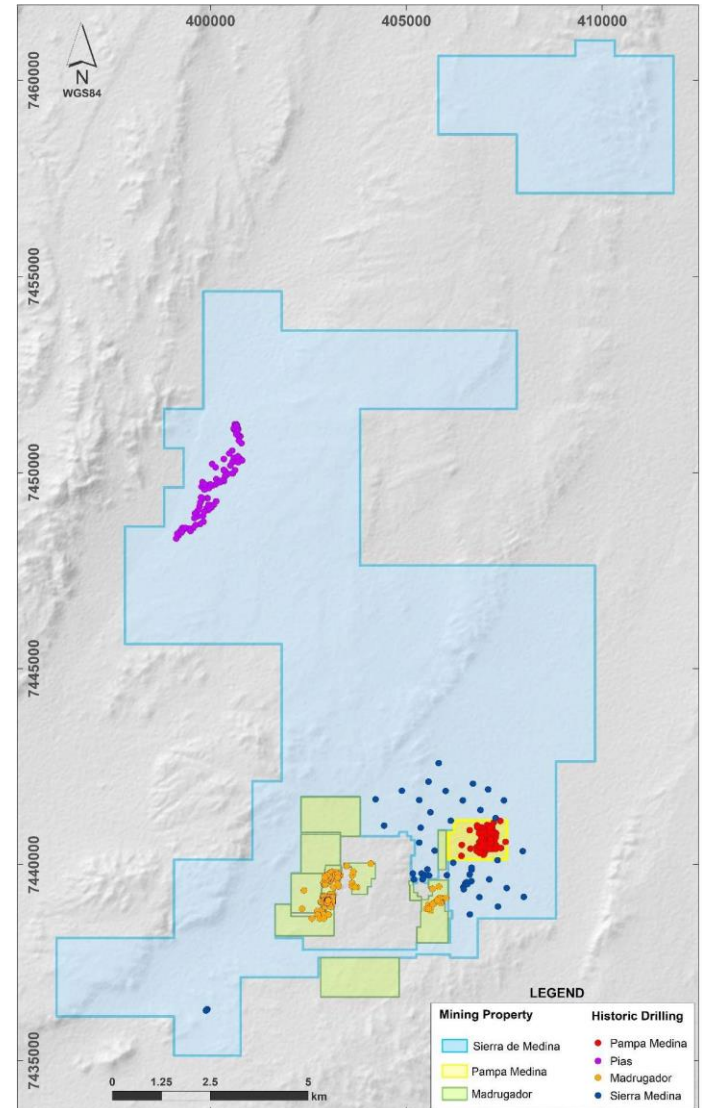 400000 405000 410000
N
WGS84
7460000
7455000
7450000
7445000
7440000
7435000
LEGEND
Mining Property Historic Drilling
Sierra de Medina
Pampa Medina
Madrugador
Pampa Medina
Pias
Madrugador
Sierra Medina
0 1.25 2.5 5
km